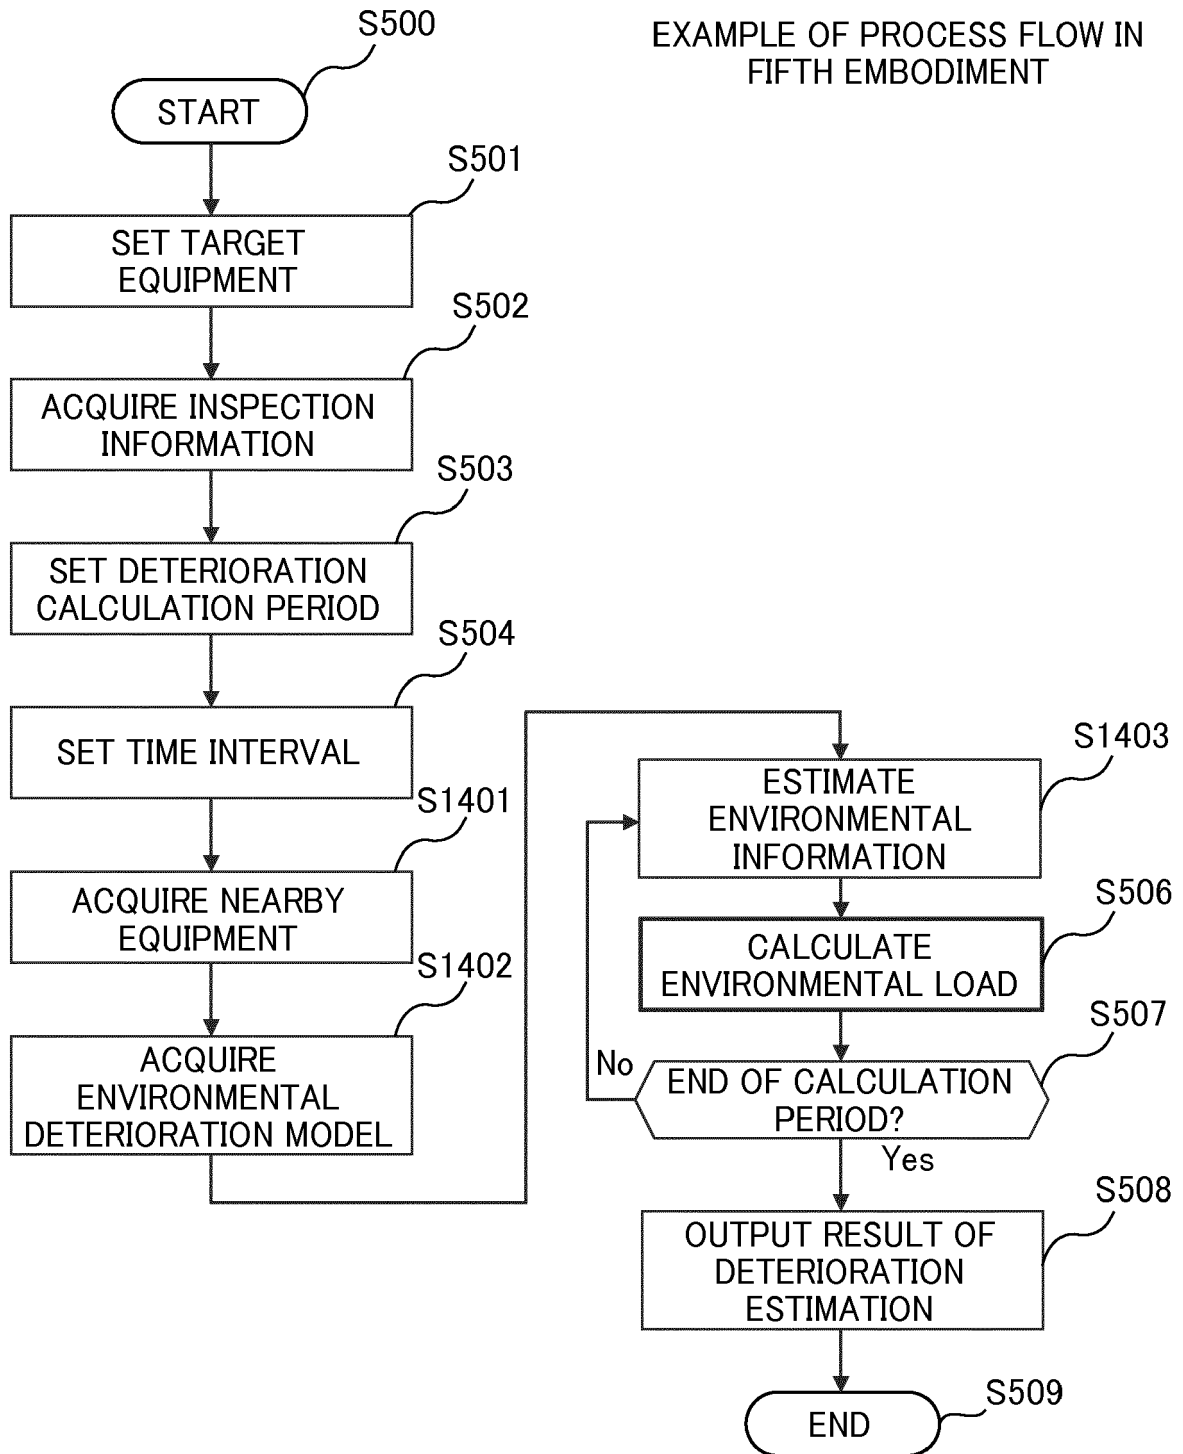 EXAMPLE OF PROCESS FLOW IN
FIFTH EMBODIMENT
S500
START
S501
SET TARGET
EQUIPMENT
S502
ACQUIRE INSPECTION
INFORMATION
S503
SET DETERIORATION
CALCULATION PERIOD
S504
SET TIME INTERVAL
S1401
ACQUIRE NEARBY
EQUIPMENT
S1402
ACQUIRE
ENVIRONMENTAL
DETERIORATION MODEL
S1403
ESTIMATE
ENVIRONMENTAL
INFORMATION
S506
CALCULATE
ENVIRONMENTAL LOAD
S507
END OF CALCULATION
PERIOD?
No
Yes
S508
OUTPUT RESULT OF
DETERIORATION
ESTIMATION
S509
END